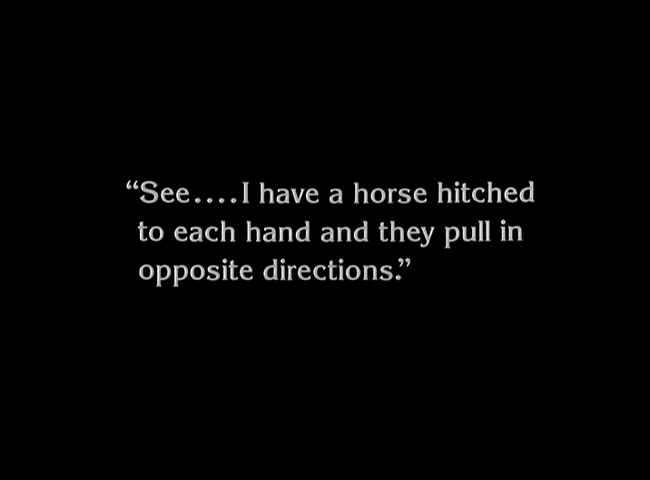 “See....I have a horse hitched
to each hand and they pull in
opposite directions.”